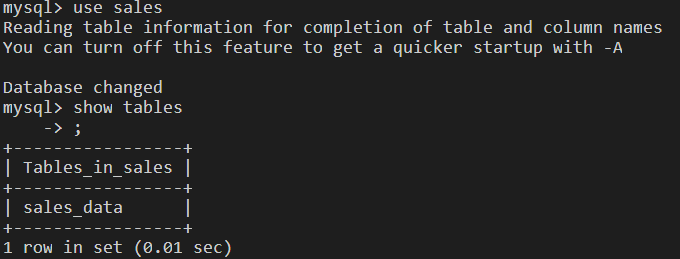 mysql> use sales
Reading table information for completion of table and column names
You can turn off this feature to get a quicker startup with -A

Database changed
mysql> show tables
    -> ;
+-----------------+
| Tables_in_sales |
+-----------------+
| sales_data      |
+-----------------+
1 row in set (0.01 sec)